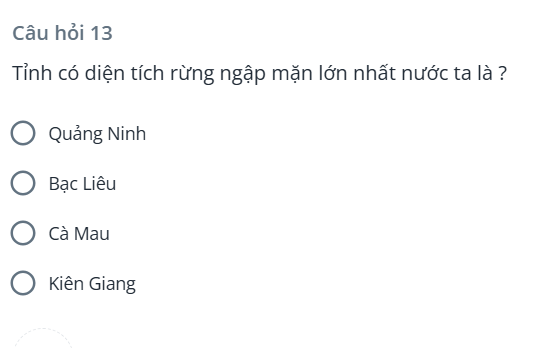 Câu hỏi 13
Tỉnh có diện tích rừng ngập mặn lớn nhất nước ta là ?
Quảng Ninh
Bạc Liêu
Cà Mau
Kiên Giang